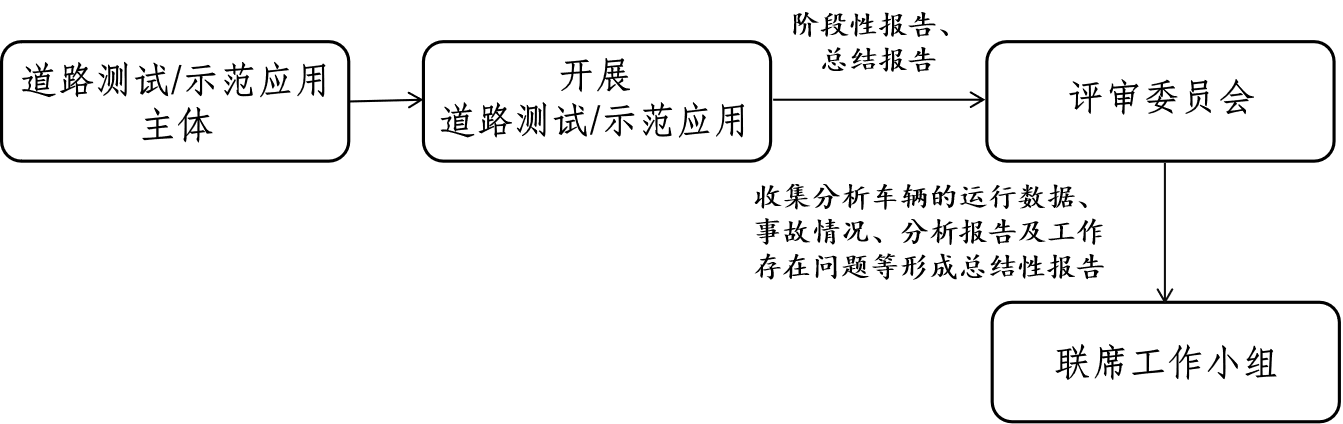 道路测试/示范应用
主体
开展
道路测试/示范应用
阶段性报告、
总结报告
评审委员会
收集分析车辆的运行数据、
事故情况、分析报告及工作
存在问题等形成总结性报告
联席工作小组